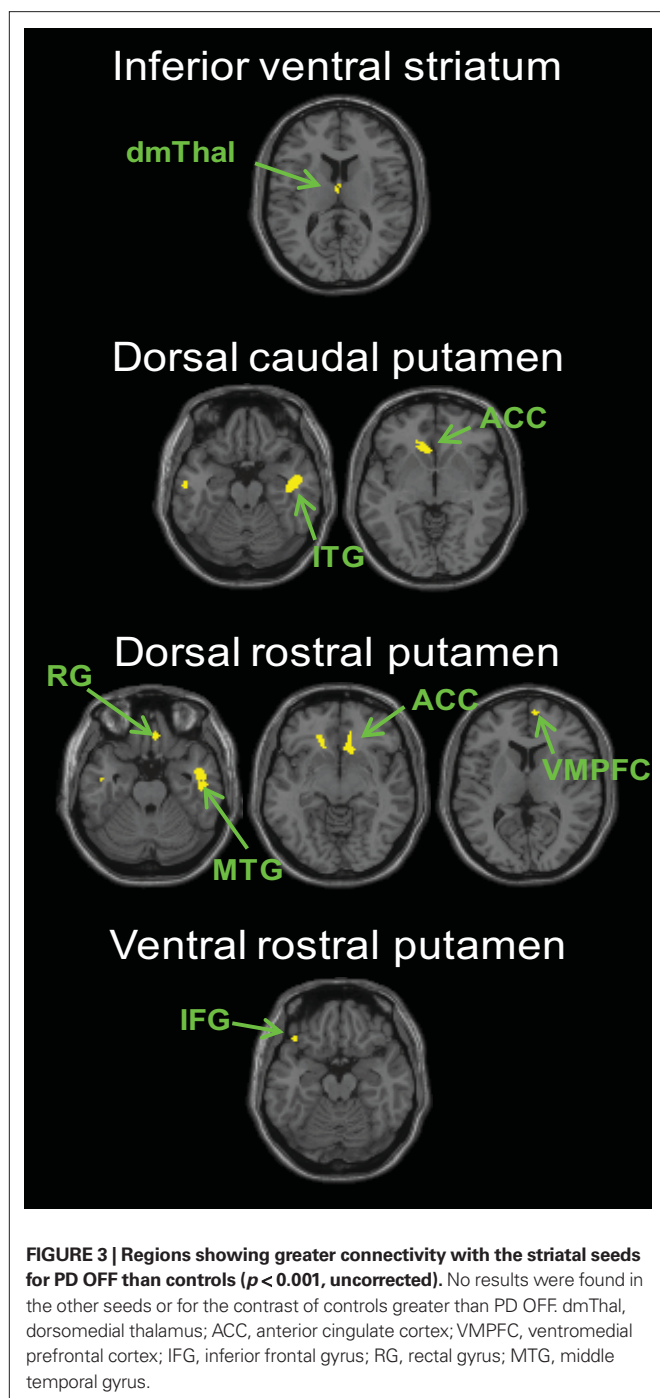 Inferior ventral striatum
dmThal
Dorsal caudal putamen
ACC
ITG
Dorsal rostral putamen
RG
ACC
VMPFC
MTG
Ventral rostral putamen
IFG
FIGURE 3 | Regions showing greater connectivity with the striatal seeds
for PD OFF than controls (p < 0.001, uncorrected). No results were found in
the other seeds or for the contrast of controls greater than PD OFF. dmThal,
dorsomedial thalamus; ACC, anterior cingulate cortex; VMPFC, ventromedial
prefrontal cortex; IFG, inferior frontal gyrus; RG, rectal gyrus; MTG, middle
temporal gyrus.